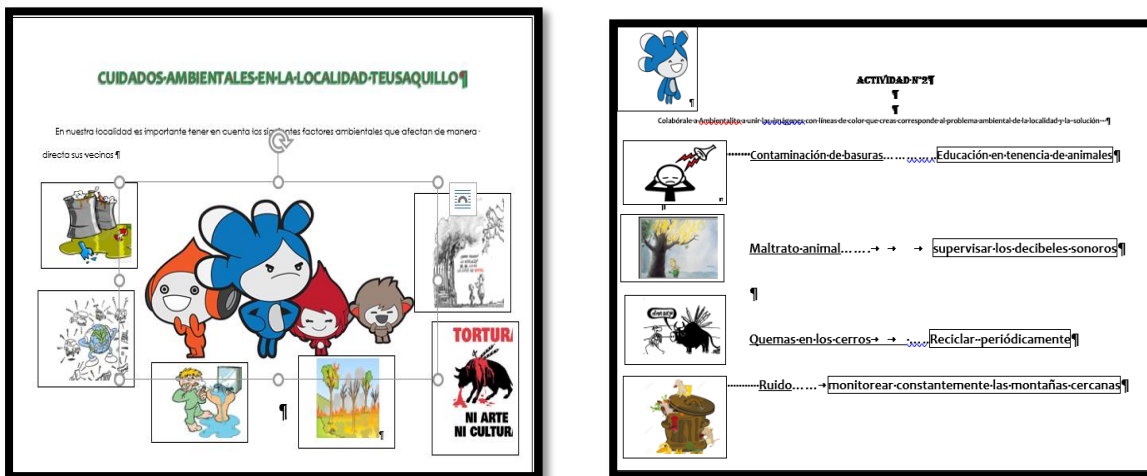 CUIDADOS·AMBIENTALES·EN·LA·LOCALIDAD·TEUSAQUILLO¶
En nuestra localidad es importante tener en cuenta los siguientes factores ambientales que afectan de manera·
directa sus vecinos¶
TORTURA
NI ARTE
NI CULTUR
¶
¶
ACTIVIDAD·N°2¶
¶
¶
Colabórale·a·Ambientalito·a·unir·las·imágenes·con·líneas·de·color·que·creas·corresponde·al·problema·ambiental·de·la·localidad·y·la·solución··¶
Contaminación·de·basuras…………Educación·en·tenencia·de·animales¶
¶
Maltrato·animal…….→ → → supervisar·los·decibeles·sonoros¶
¶
Quemas·en·los·cerros→ → ·…..Reciclar··periódicamente¶
Ruido……→monitorear·constantemente·las·montañas·cercanas¶